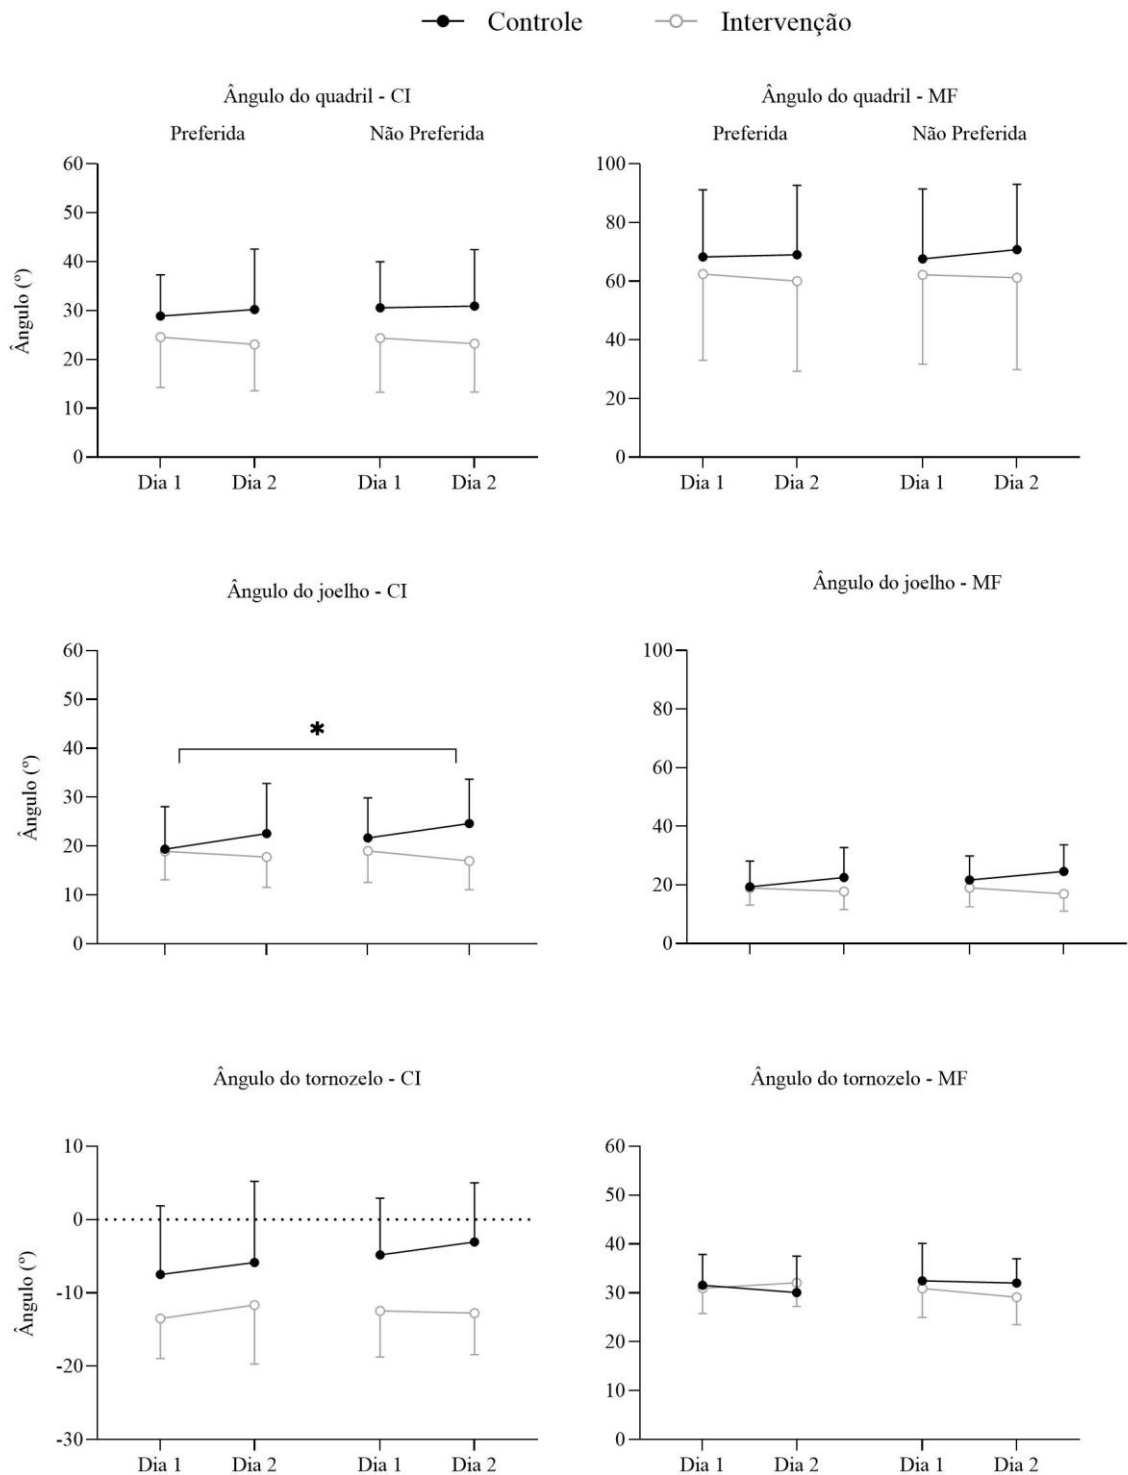 Controle Intervenção
Ângulo do quadril - CI
Preferida Não Preferida
Ângulo (º)
60
50
40
30
20
10
0
Dia 1 Dia 2 Dia 1 Dia 2
Ângulo do quadril - MF
Preferida Não Preferida
100
80
60
40
20
0
Dia 1 Dia 2 Dia 1 Dia 2
Ângulo do joelho - CI
Ângulo (º)
60
50
40
30
20
10
0
*
Ângulo do joelho - MF
100
80
60
40
20
0
Ângulo do tornozelo - CI
Ângulo (º)
10
0
-10
-20
-30
Dia 1 Dia 2 Dia 1 Dia 2
Ângulo do tornozelo - MF
60
50
40
30
20
10
0
Dia 1 Dia 2 Dia 1 Dia 2